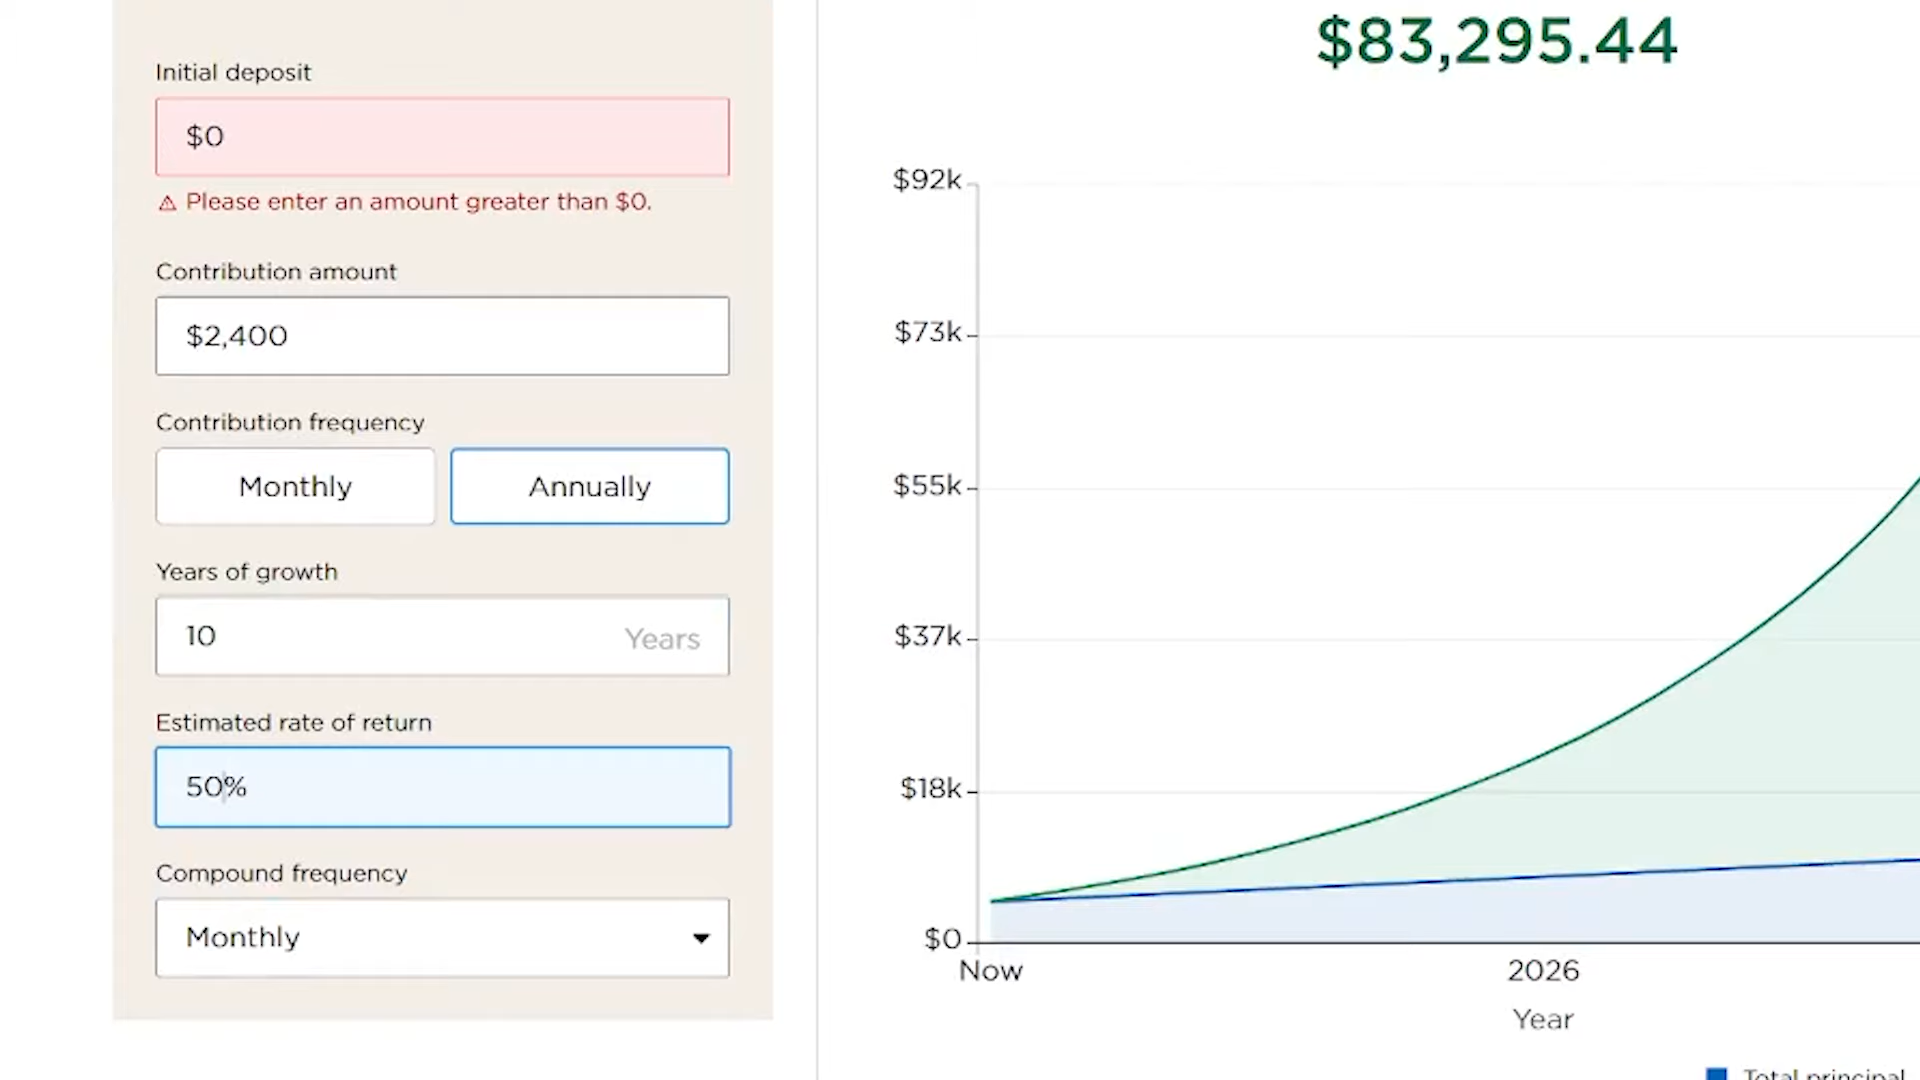 $83,295.44
Initial deposit
$0
⚠ Please enter an amount greater than $0.
Contribution amount
$2,400
Contribution frequency
Monthly
Annually
Years of growth
10
Years
Estimated rate of return
50%
Compound frequency
Monthly
$92k
$73k
$55k
$37k
$18k
$0
Now
2026
Year
Total principal